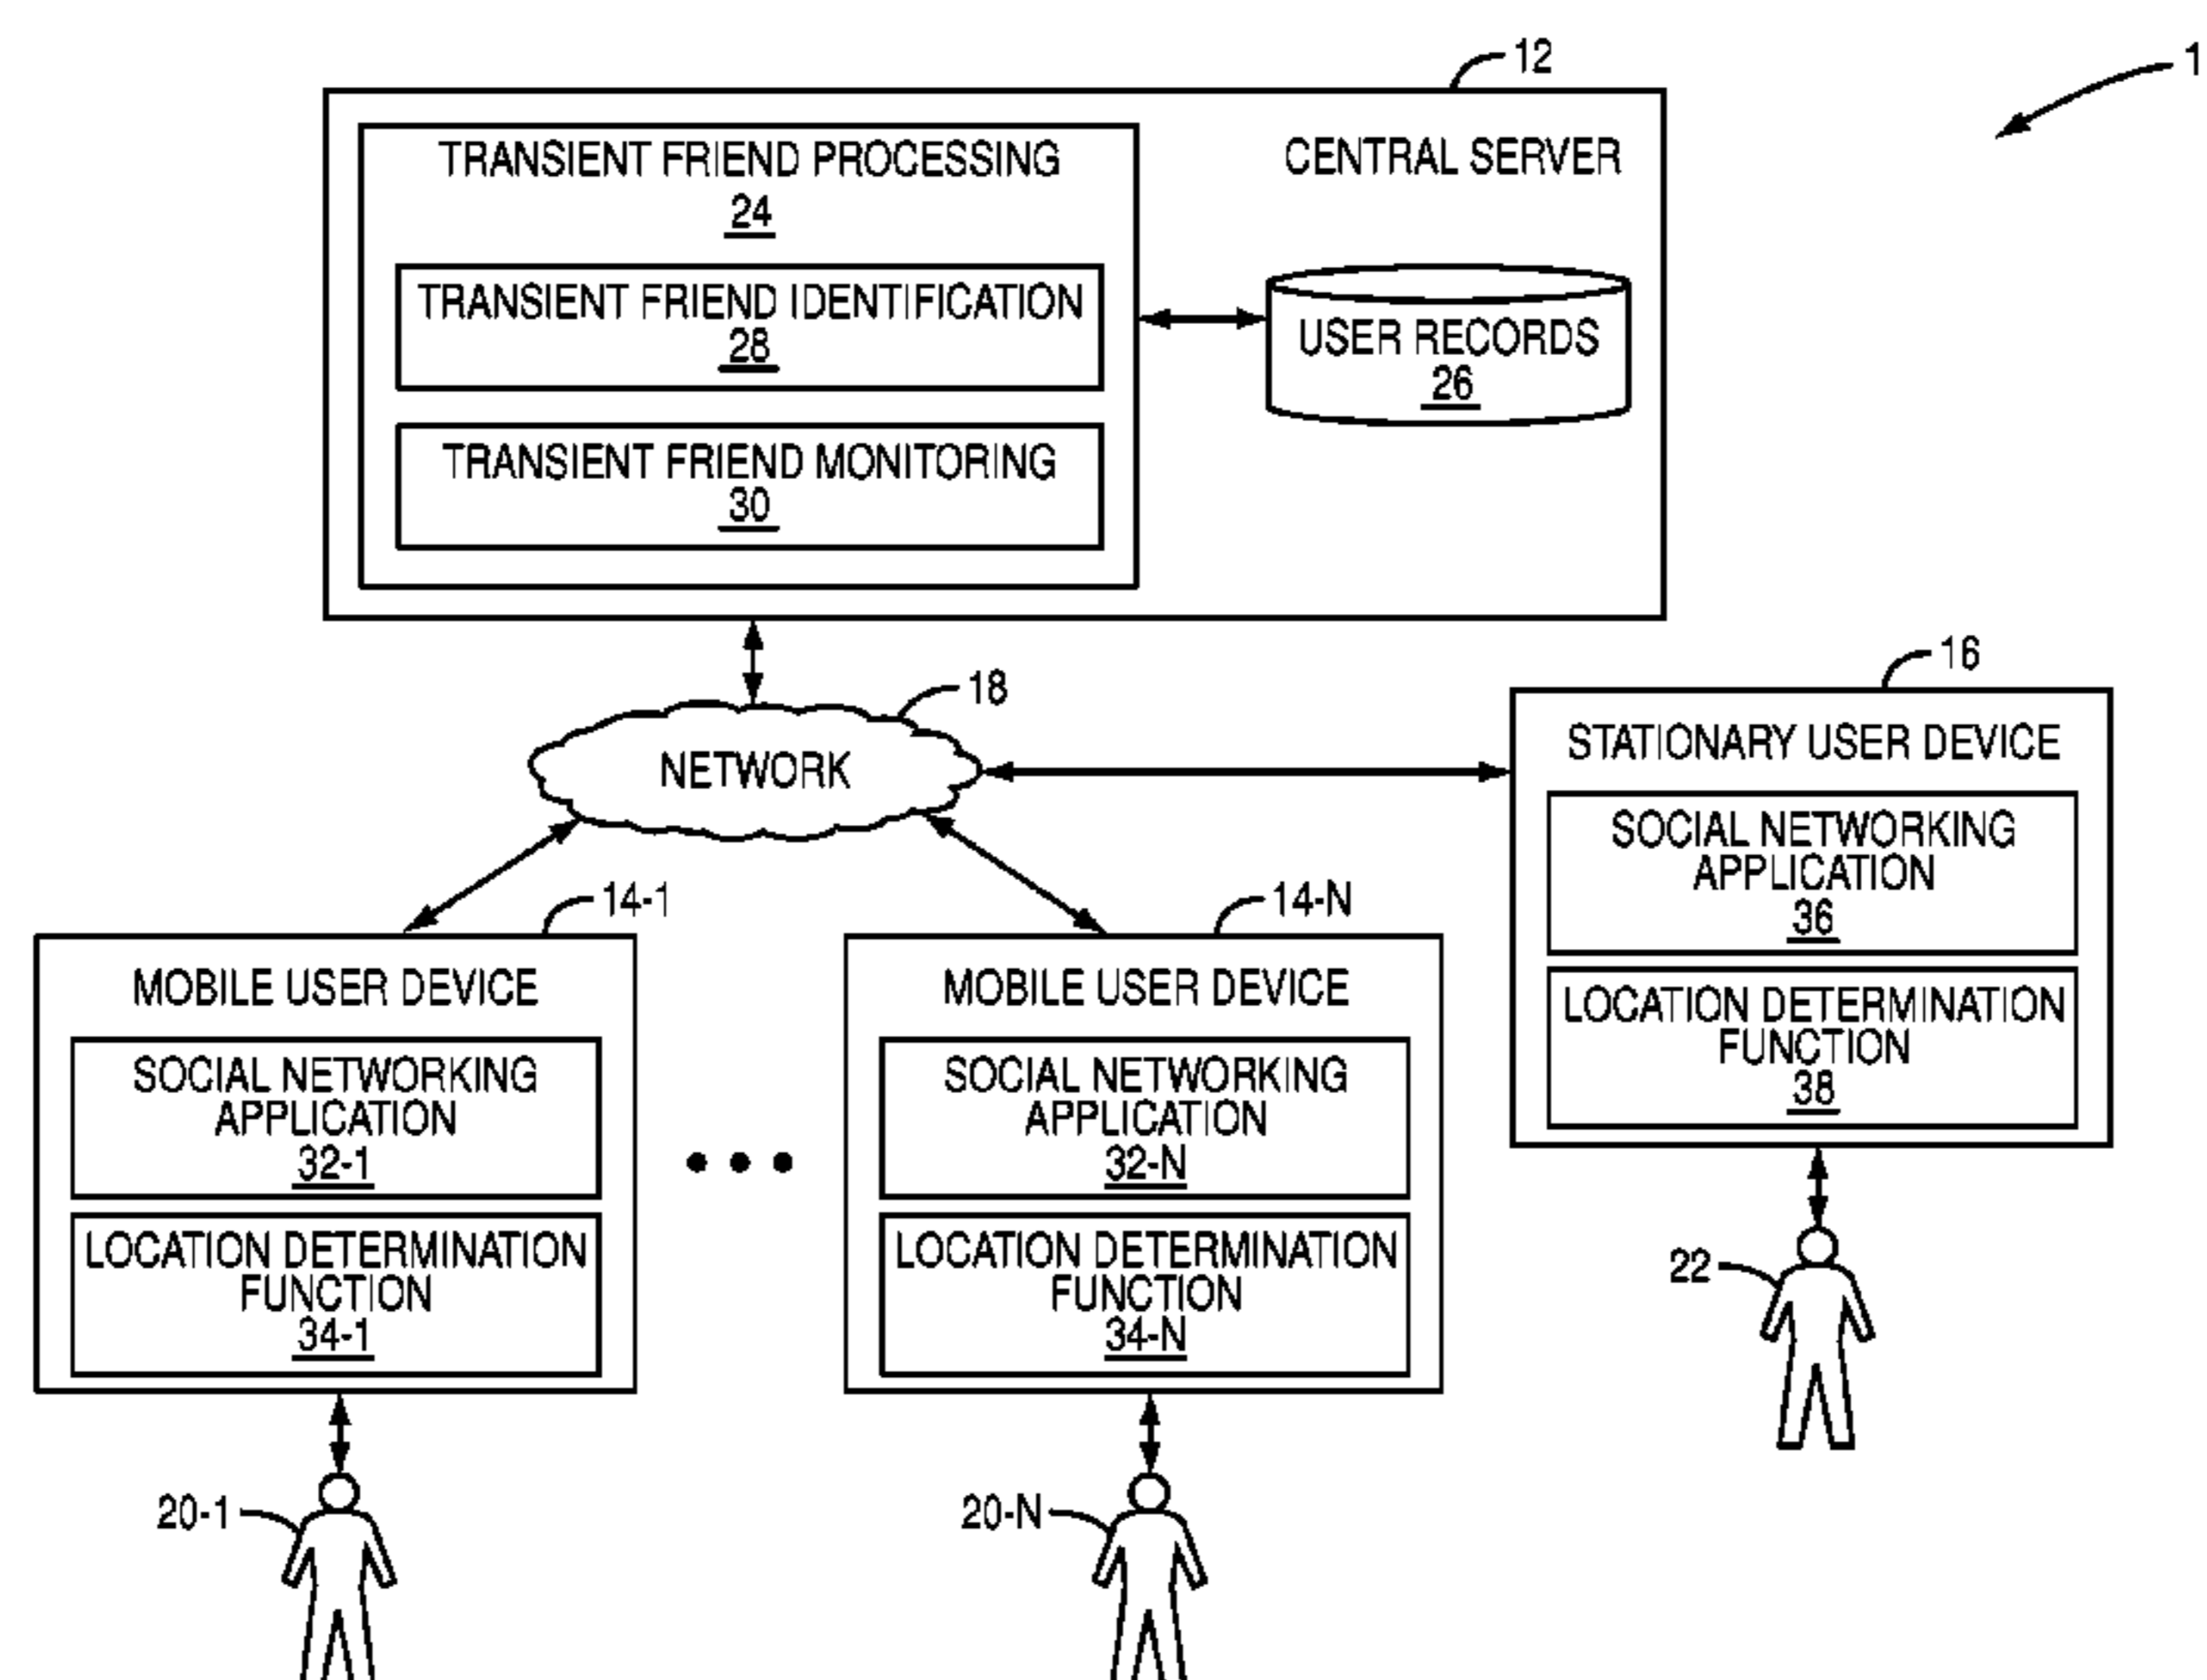 12
1
TRANSIENT FRIEND PROCESSING
24
CENTRAL SERVER
TRANSIENT FRIEND IDENTIFICATION
28
USER RECORDS
26
TRANSIENT FRIEND MONITORING
30
18
NETWORK
16
STATIONARY USER DEVICE
SOCIAL NETWORKING
APPLICATION
36
LOCATION DETERMINATION
FUNCTION
38
22
14-1
MOBILE USER DEVICE
SOCIAL NETWORKING
APPLICATION
32-1
LOCATION DETERMINATION
FUNCTION
34-1
20-1
14-N
MOBILE USER DEVICE
SOCIAL NETWORKING
APPLICATION
32-N
LOCATION DETERMINATION
FUNCTION
34-N
20-N